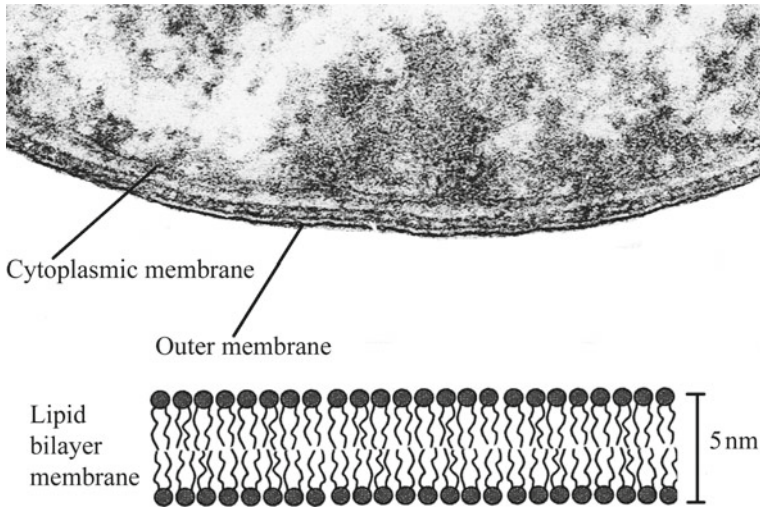 Cytoplasmic membrane
Outer membrane
Lipid
bilayer
membrane
5 nm